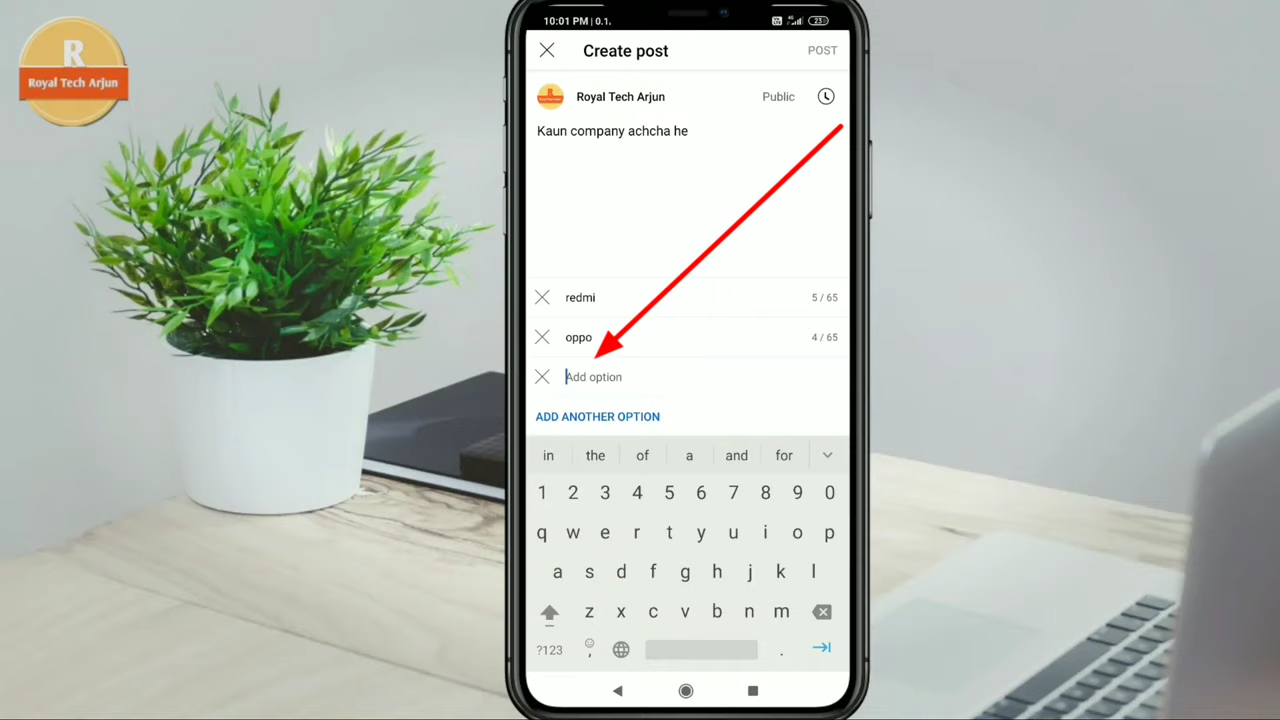 R
Royal Tech Arjun
10:01 PM | 0.1.
4G
23
Create post
POST
Royal Tech Arjun
Public
Kaun company achcha he
redmi
5 / 65
oppo
4 / 65
Add option
ADD ANOTHER OPTION
in the of a and for
1 2 3 4 5 6 7 8 9 0
q w e r t y u i o p
a s d f g h j k l
z x c v b n m
?123 , .